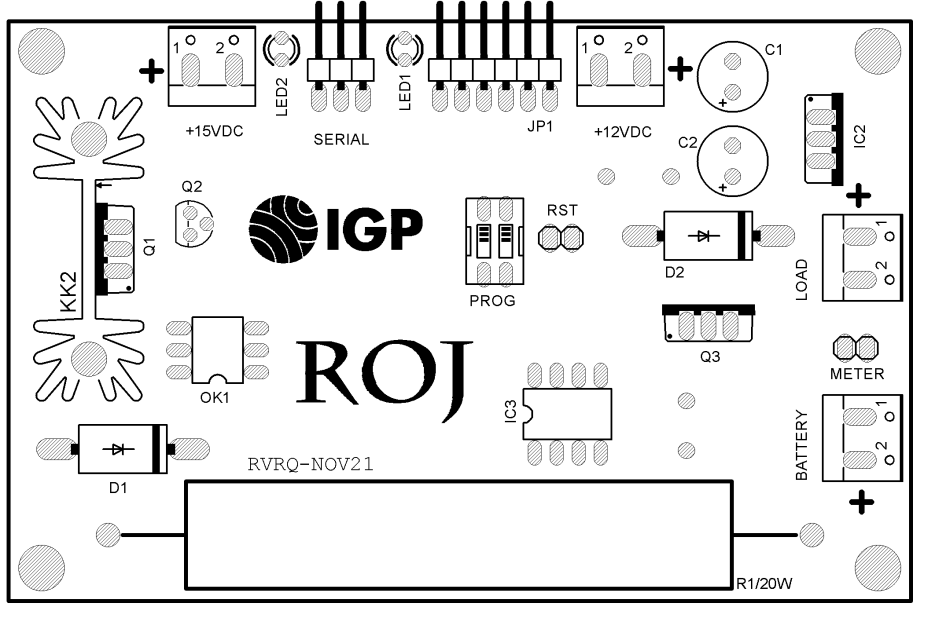 1 2
+
+15VDC
LED2
SERIAL
LED1
JP1
1 2
+
+12VDC
C1
+
C2
+
IC2
KK2
Q1
Q2
IGP
PROG
RST
D2
+
1
2
LOAD
Q3
METER
OK1
ROJ
IC3
1
2
BATTERY
+
D1
RVRQ-NOV21
R1/20W